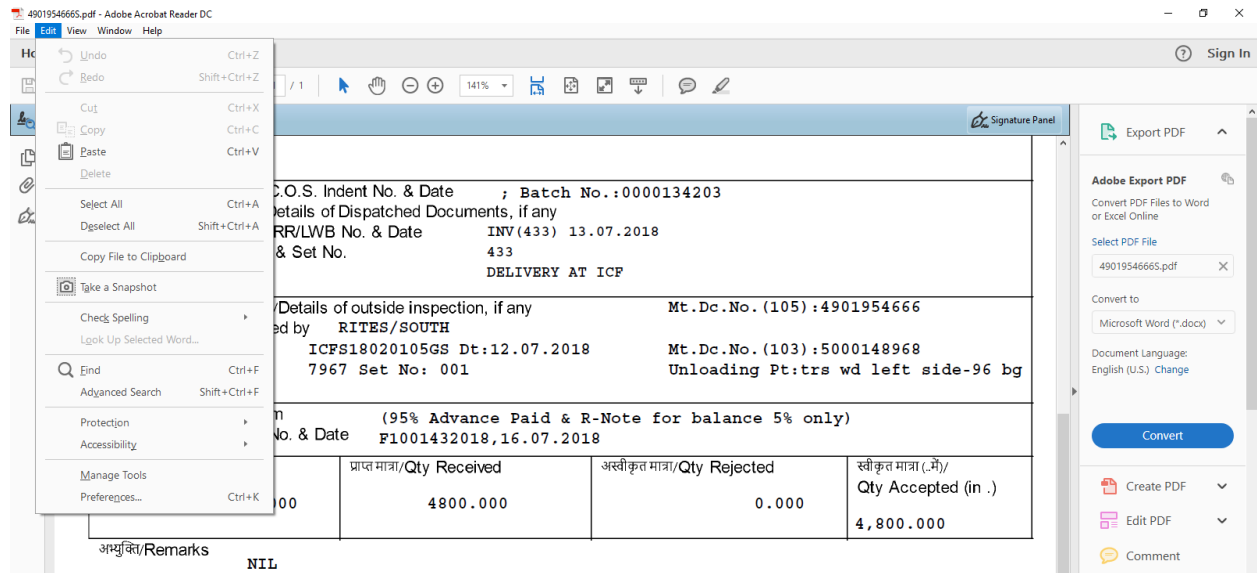 4901954666S.pdf - Adobe Acrobat Reader DC
File Edit View Window Help
Sign In
Undo Ctrl+Z
Redo Shift+Ctrl+Z
Cut Ctrl+X
Copy Ctrl+C
Paste Ctrl+V
Delete
Select All Ctrl+A
Deselect All Shift+Ctrl+A
Copy File to Clipboard
Take a Snapshot
Check Spelling
Look Up Selected Word...
Find Ctrl+F
Advanced Search Shift+Ctrl+F
Protection
Accessibility
Manage Tools
Preferences... Ctrl+K
/ 1
141%
Signature Panel
C.O.S. Indent No. & Date ; Batch No.:0000134203
Details of Dispatched Documents, if any
RR/LWB No. & Date INV(433) 13.07.2018
& Set No. 433
DELIVERY AT ICF
/Details of outside inspection, if any Mt.Dc.No.(105):4901954666
ed by RITES/SOUTH
ICFS18020105GS Dt:12.07.2018 Mt.Dc.No.(103):5000148968
7967 Set No: 001 Unloading Pt:trs wd left side-96 bg
(95% Advance Paid & R-Note for balance 5% only)
No. & Date F1001432018,16.07.2018
प्राप्त मात्रा/Qty Received अस्वीकृत मात्रा/Qty Rejected स्वीकृत मात्रा (..में)/
Qty Accepted (in .)
00 4800.000 0.000
4,800.000
अभ्युक्ति/Remarks
NIL
Export PDF
Adobe Export PDF
Convert PDF Files to Word
or Excel Online
Select PDF File
4901954666S.pdf
Convert to
Microsoft Word (*.docx)
Document Language:
English (U.S.) Change
Convert
Create PDF
Edit PDF
Comment